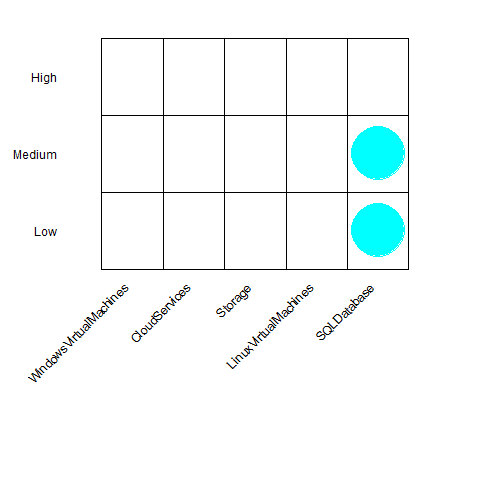 High
Medium
Low
WindowsVirtualMachines
CloudServices
Storage
LinuxVirtualMachines
SQLDatabase